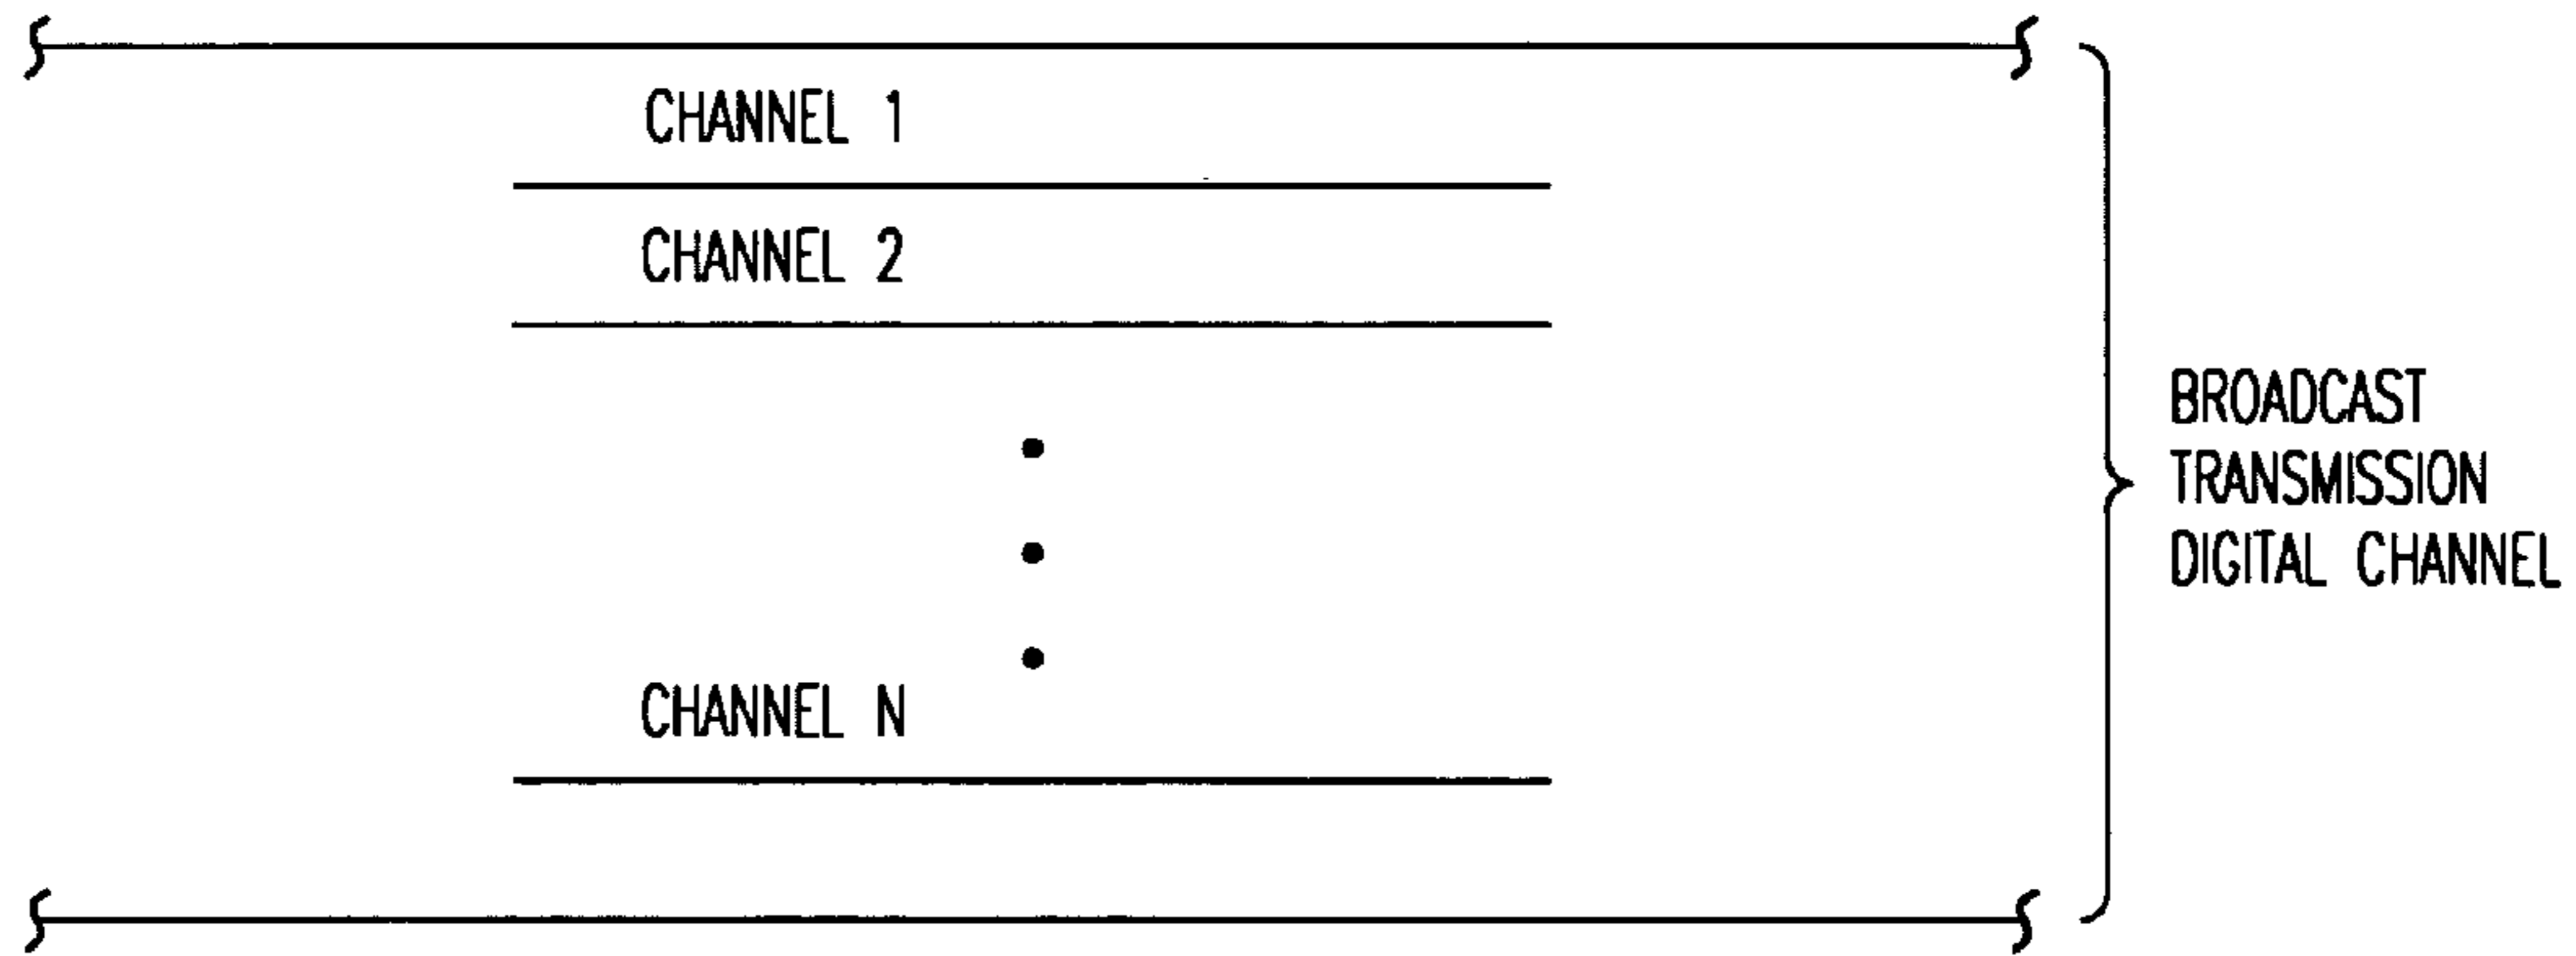 CHANNEL 1
CHANNEL 2
CHANNEL N
BROADCAST
TRANSMISSION
DIGITAL CHANNEL